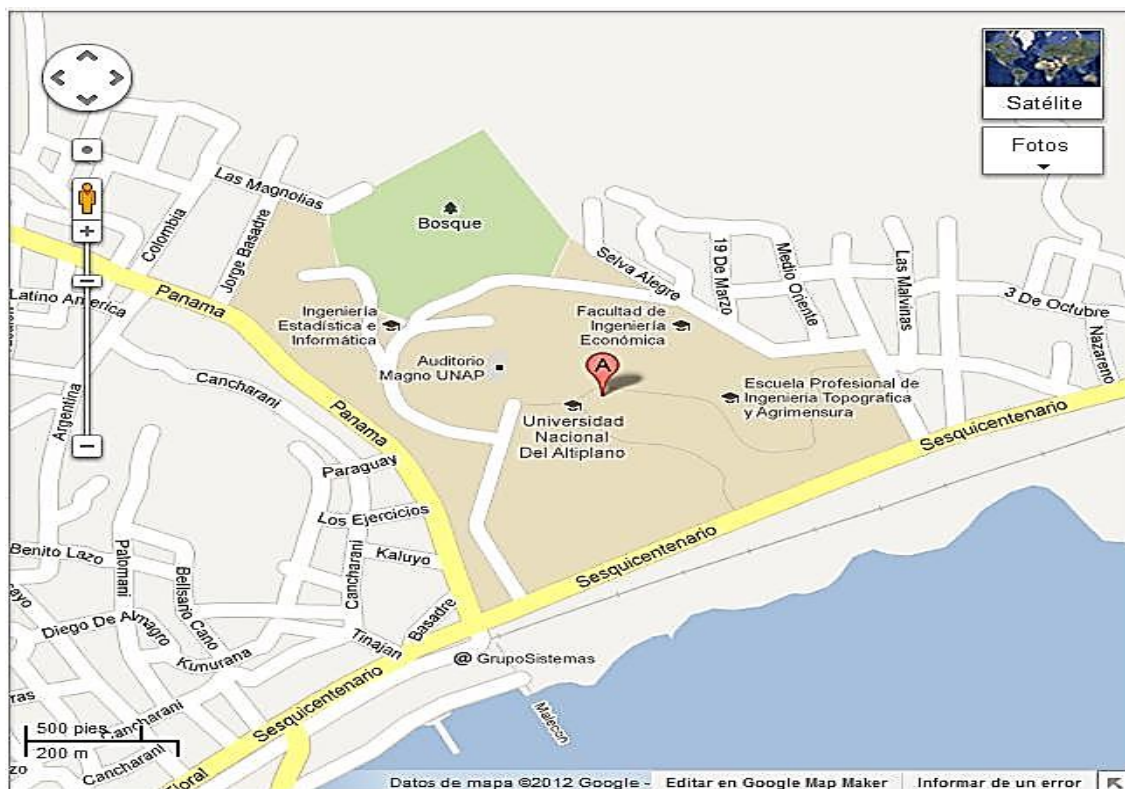 Satélite
Fotos
Las Magnolias
Colombia
Jorge Basadre
Bosque
Selva Alegre
19 De Marzo
Medio Oriente
Las Malvinas
3 De Octubre
Nazareno
Latino America
Panama
Ingeniería
Estadística e
Informática
Facultad de
Ingeniería
Económica
Auditorio
Magno UNAP
A
Escuela Profesional de
Ingenieria Topografica
y Agrimensura
Cancharani
Argentina
Panama
Universidad
Nacional
Del Altiplano
Sesquicentenario
Paraguay
Los Ejercicios
Cancharani
Kaluyo
Sesquicentenario
Benito Lazo
Patomani
Belisario Cano
Diego De Almagro
Kunurana
Tinajan
Basadre
@ GrupoSistemas
Sesquicentenario
Malecon
Cancharani
Cancharani
500 pies
200 m
Datos de mapa ©2012 Google -
Editar en Google Map Maker
Informar de un error